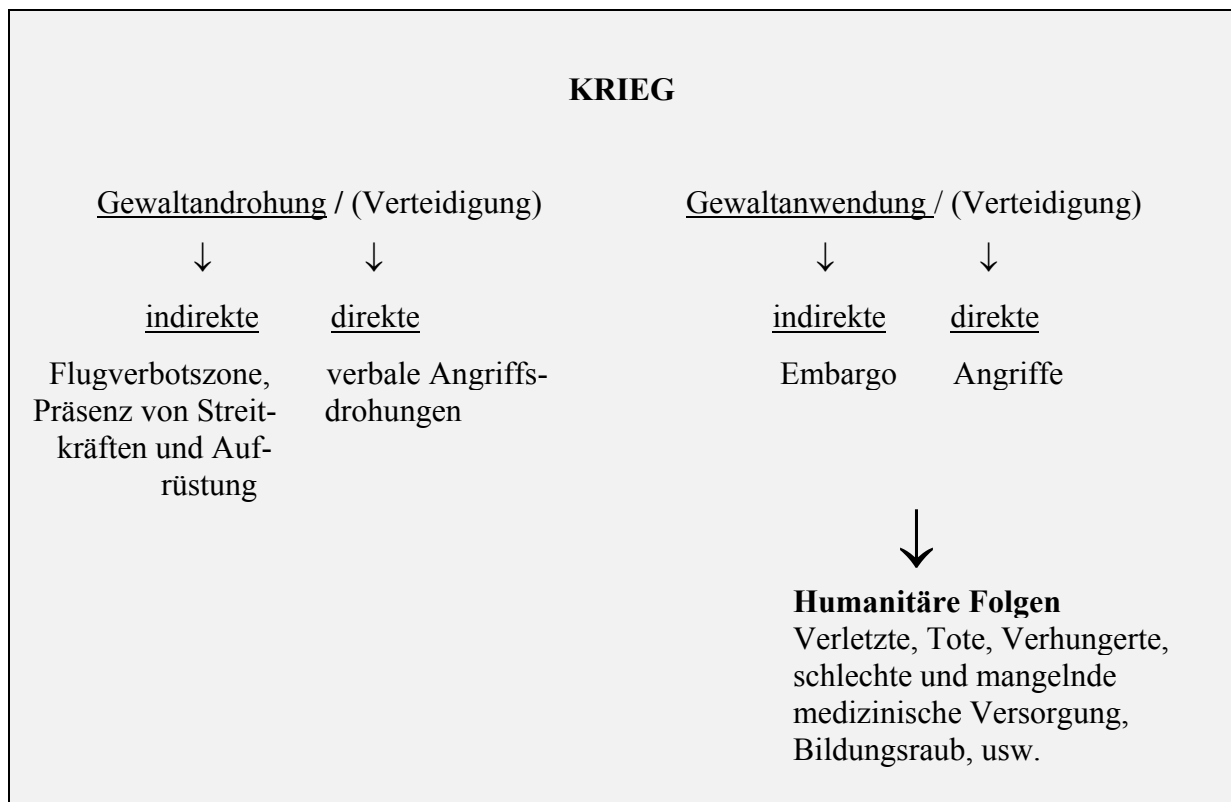 KRIEG
Gewaltandrohung / (Verteidigung) Gewaltanwendung / (Verteidigung)
↓ ↓ ↓ ↓
indirekte direkte indirekte direkte
Flugverbotszone, verbale Angriffs- Embargo Angriffe
Präsenz von Streit- drohungen
kräften und Auf-
rüstung
↓
Humanitäre Folgen
Verletzte, Tote, Verhungerte,
schlechte und mangelnde
medizinische Versorgung,
Bildungsraub, usw.